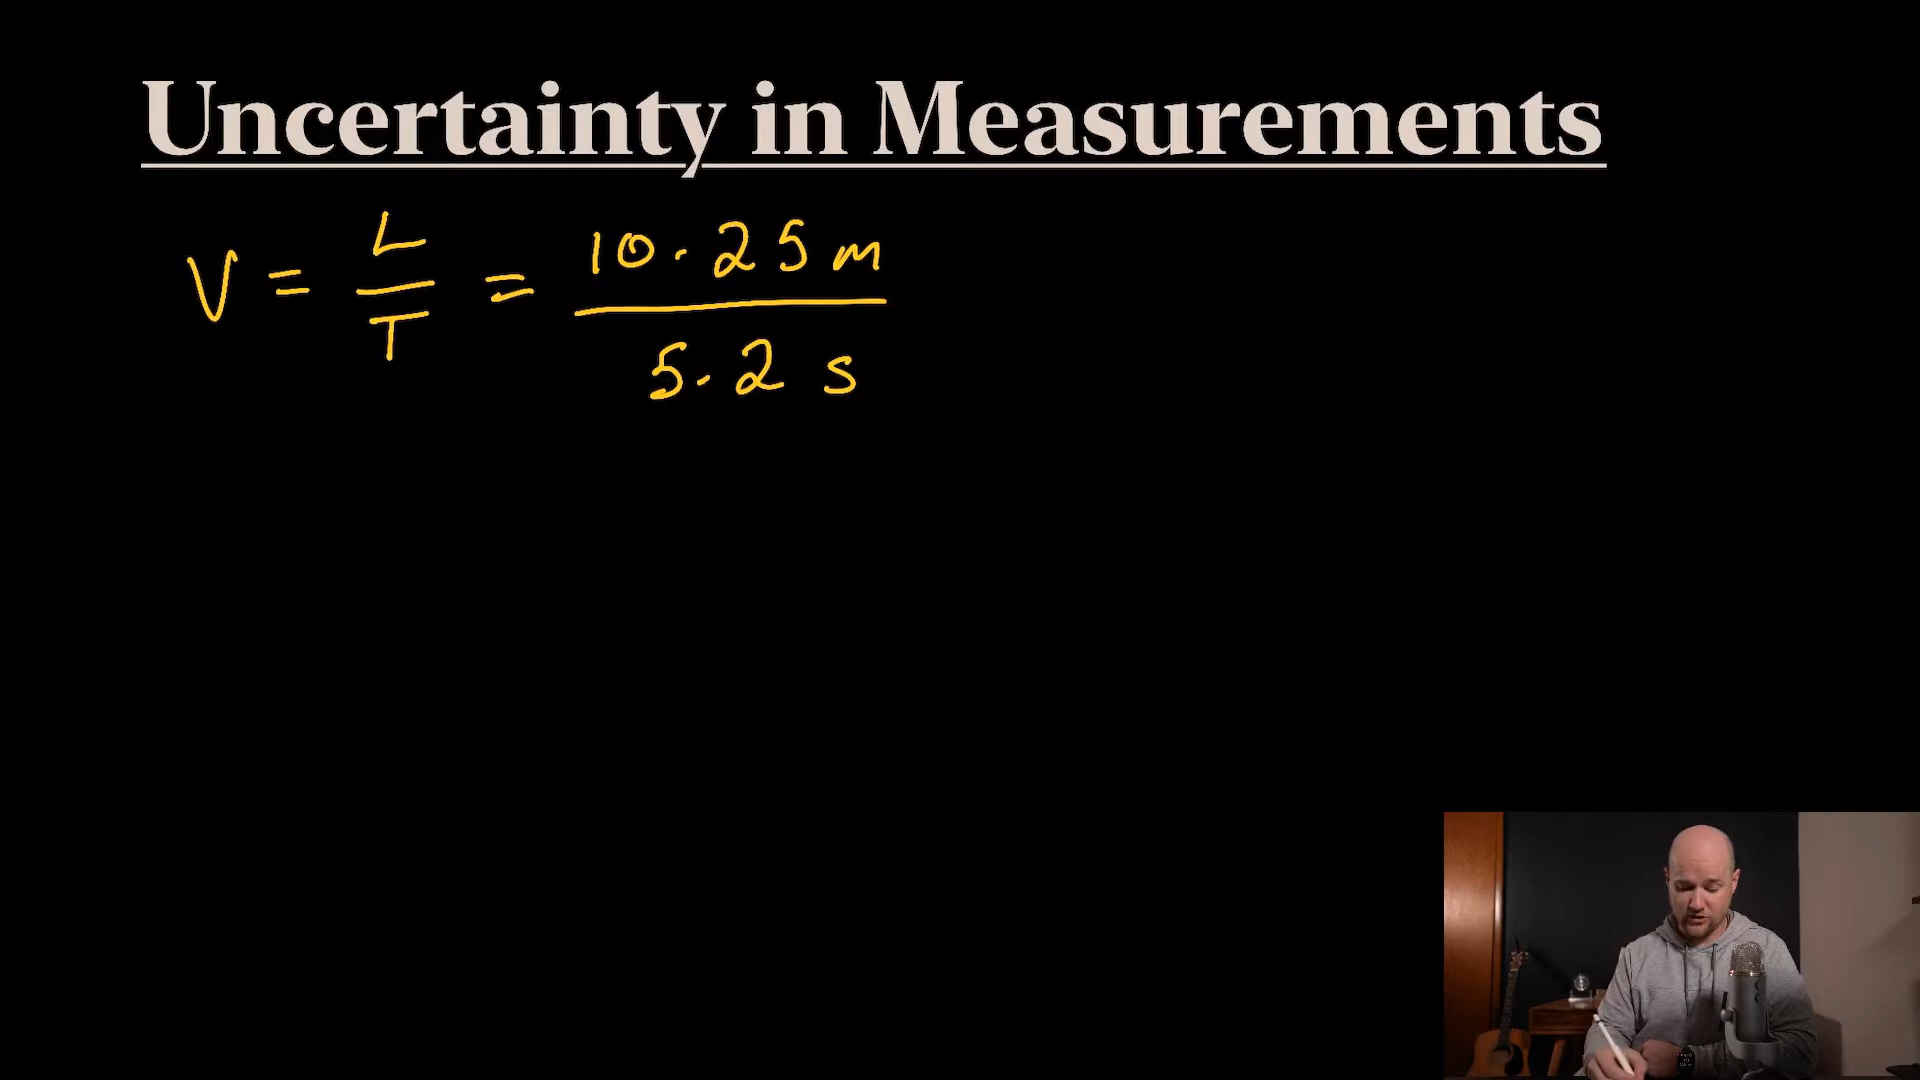 Uncertainty in Measurements
V = L/T = 10.25 m / 5.2 s